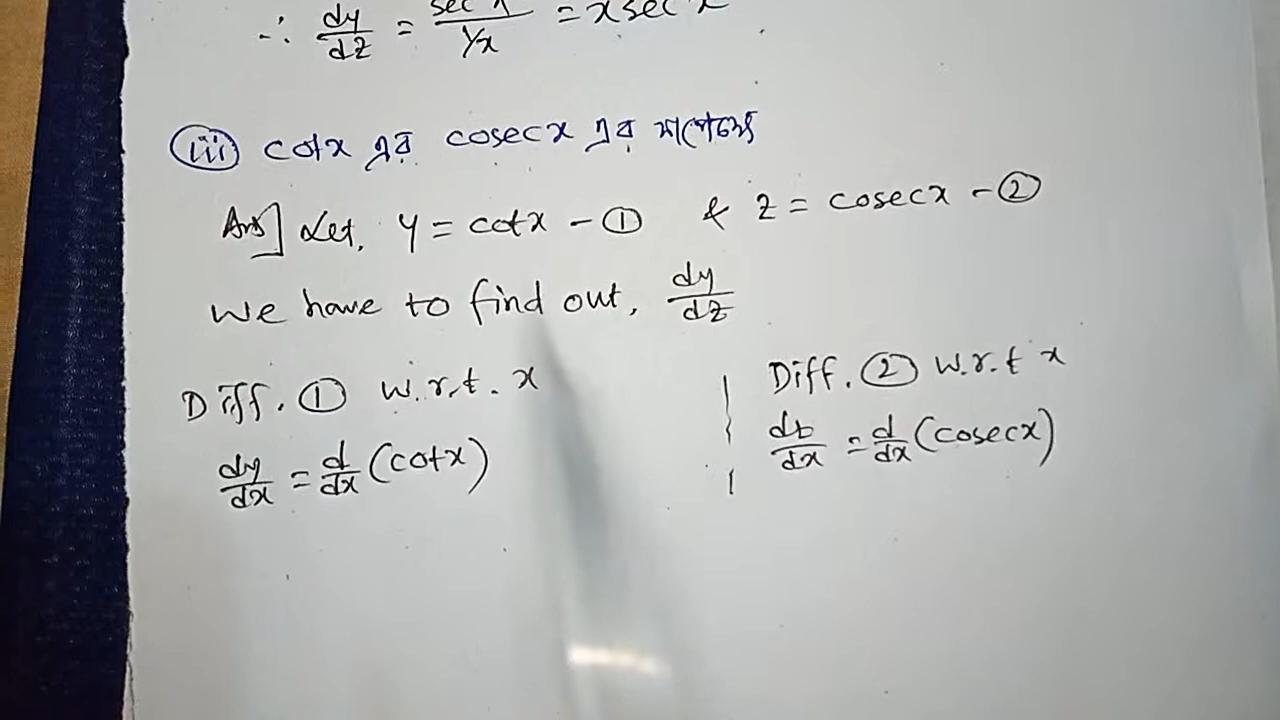 ∴ dy/dz = sec x / 1/x = x sec x
(iii) cotx এর cosecx এর সাপেক্ষে
Ans] Let, y = cotx - ① & z = cosecx - ②
We have to find out, dy/dz
Diff. ① w.r.t. x
dy/dx = d/dx (cotx)
Diff. ② w.r.t x
dz/dx = d/dx (cosecx)